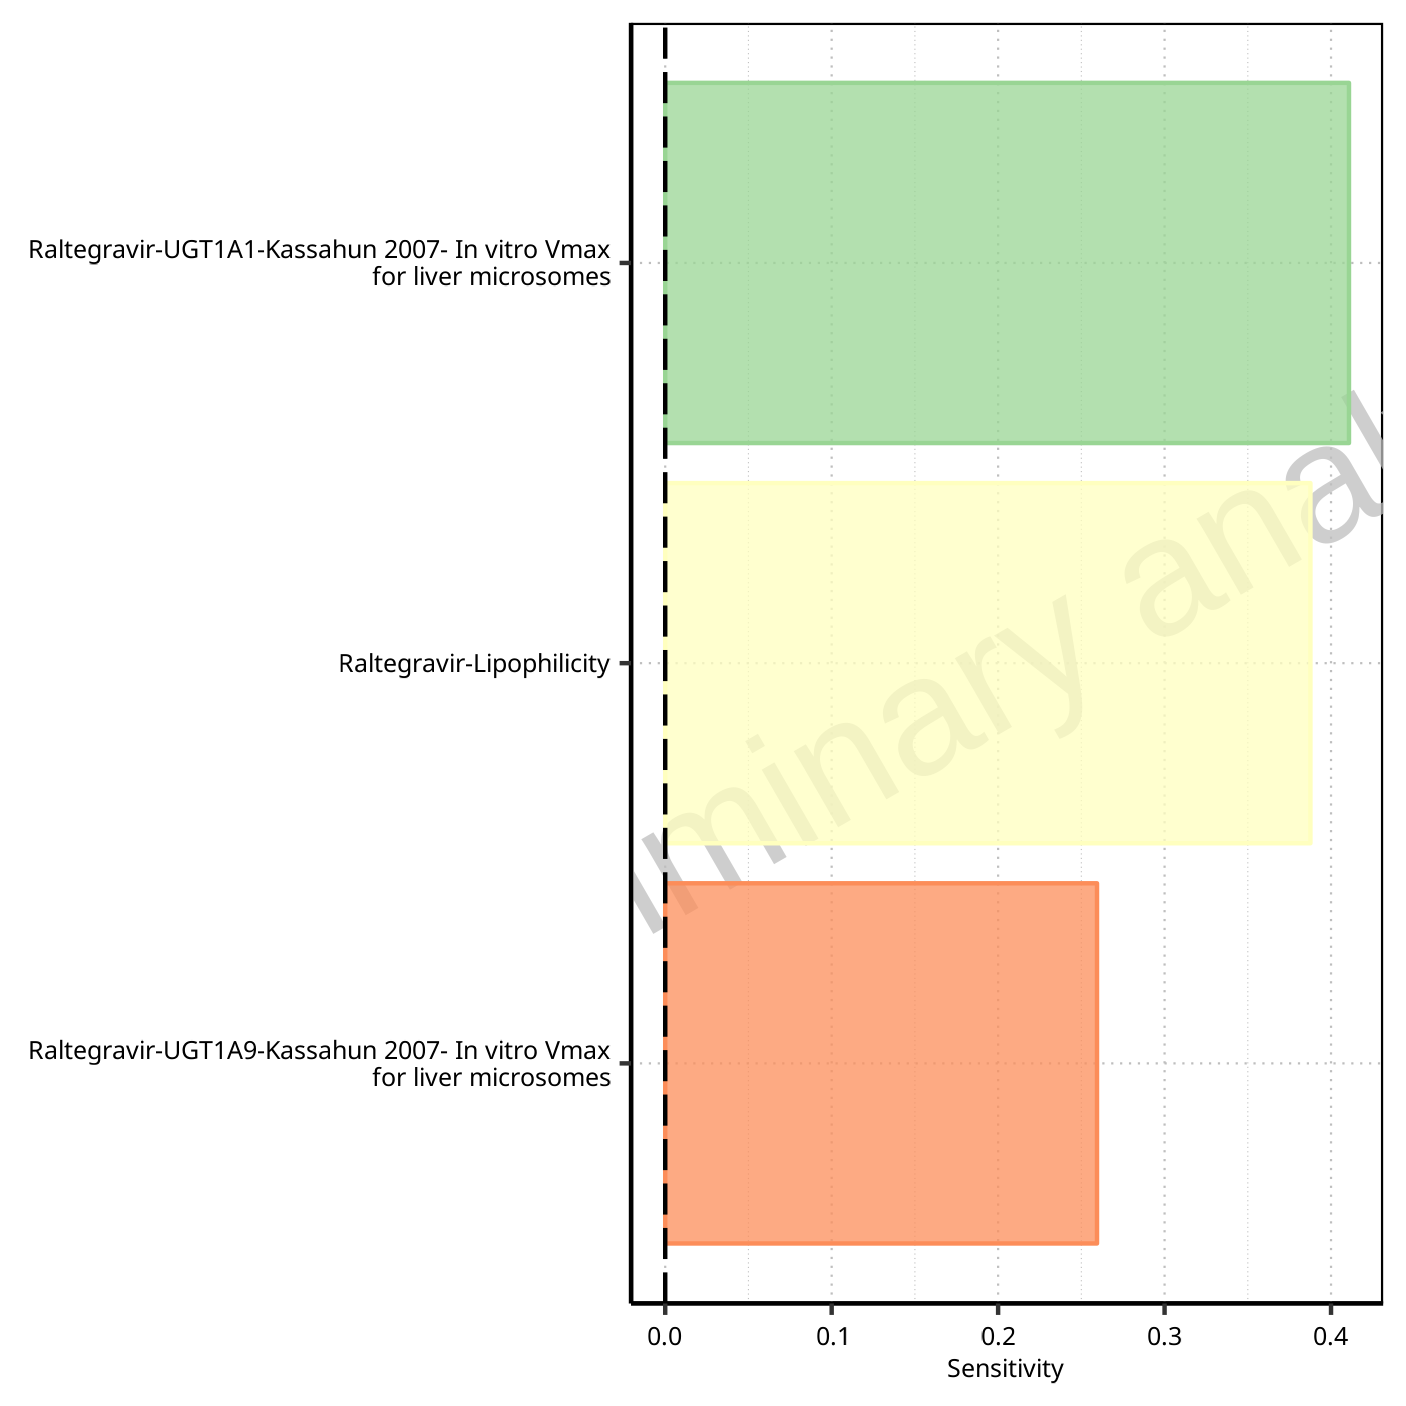 Raltegravir-UGT1A1-Kassahun 2007- In vitro Vmax
for liver microsomes
Raltegravir-Lipophilicity
Raltegravir-UGT1A9-Kassahun 2007- In vitro Vmax
for liver microsomes
minary anal
0.0 0.1 0.2 0.3 0.4
Sensitivity